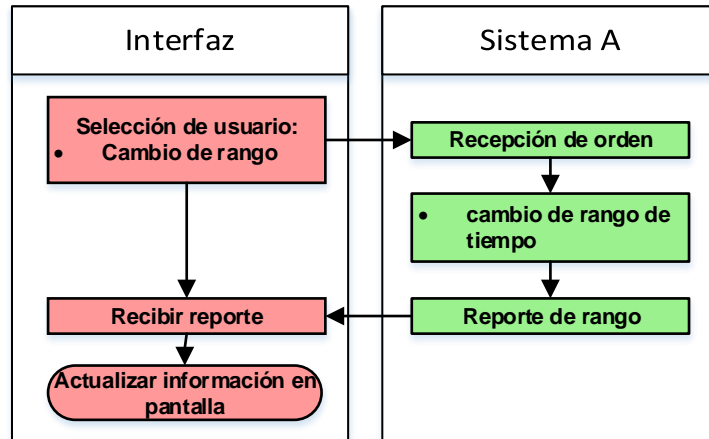 Interfaz
Selección de usuario:
• Cambio de rango
Recibir reporte
Actualizar información en
pantalla
Sistema A
Recepción de orden
• cambio de rango de
tiempo
Reporte de rango